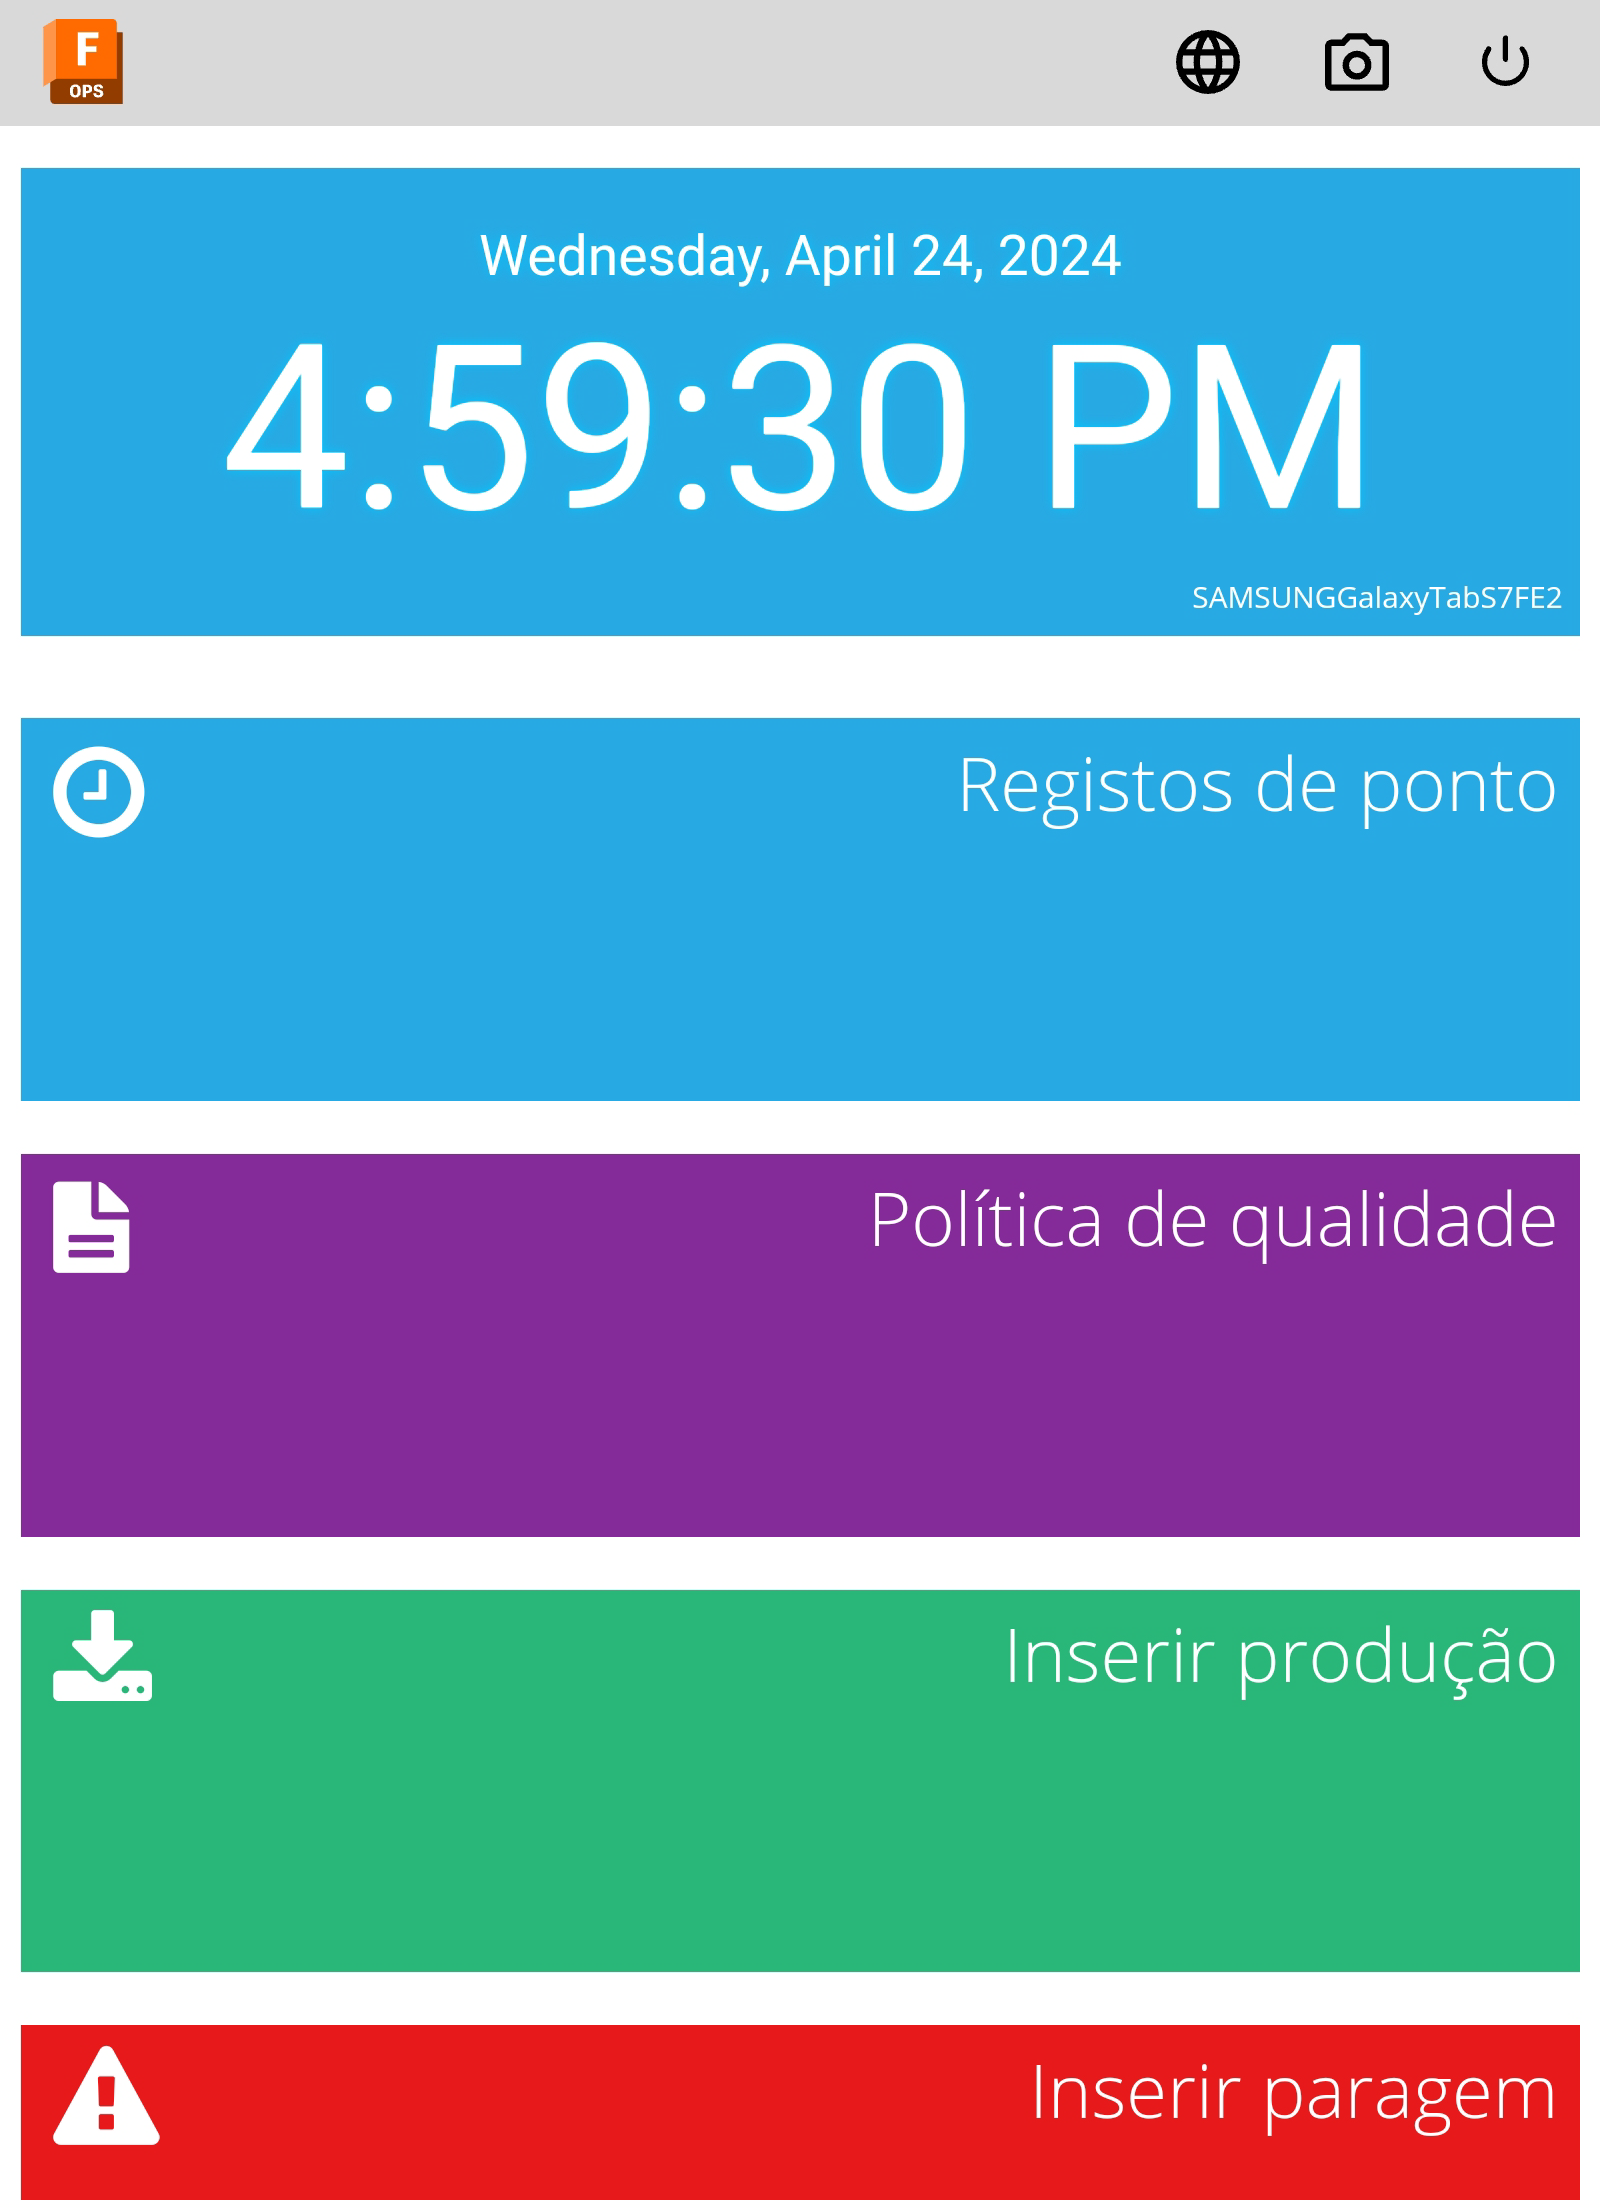 F
OPS
Wednesday, April 24, 2024
4:59:30 PM
SAMSUNGGalaxyTabS7FE2
Registos de ponto
Política de qualidade
Inserir produção
Inserir paragem